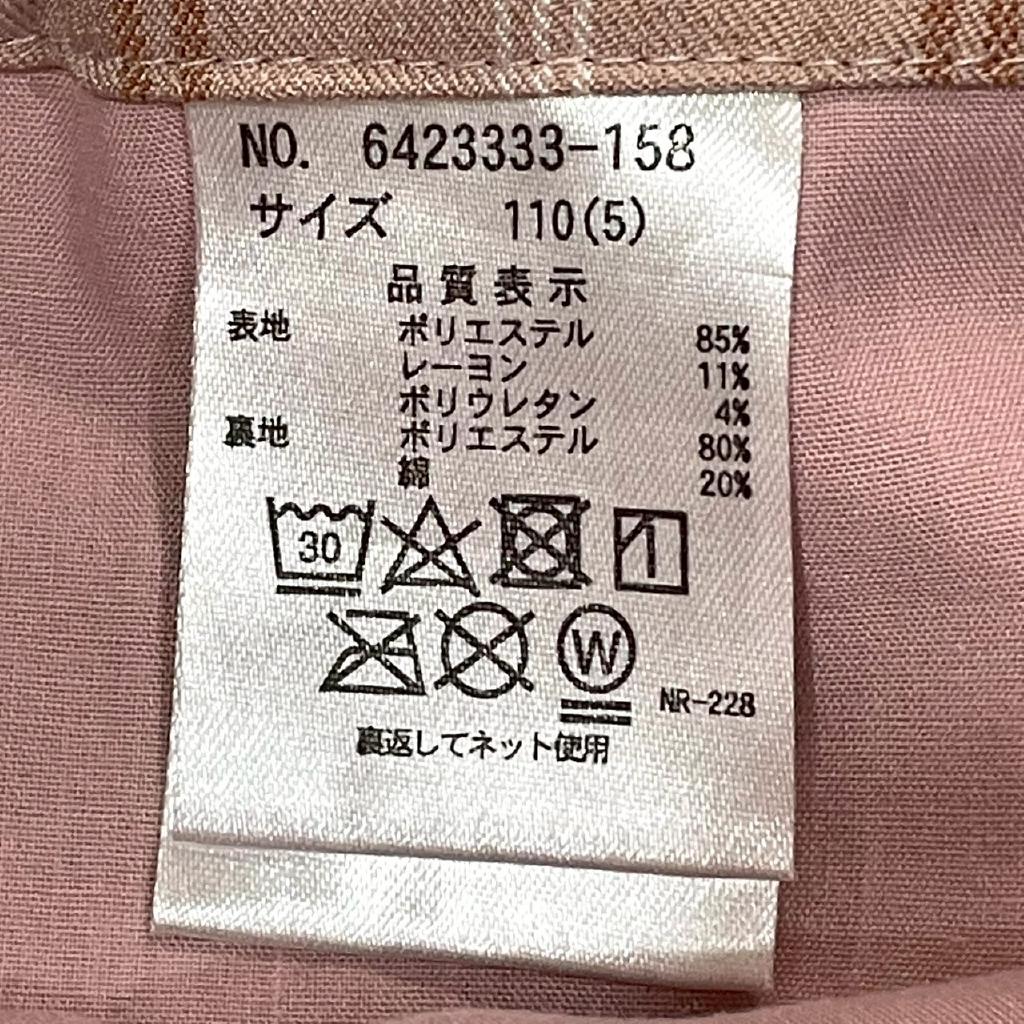 NO. 6423333-158
サイズ 110(5)
品質表示
表地 ポリエステル 85%
レーヨン 11%
ポリウレタン 4%
裏地 ポリエステル 80%
綿 20%
30
W
NR-228
裏返してネット使用